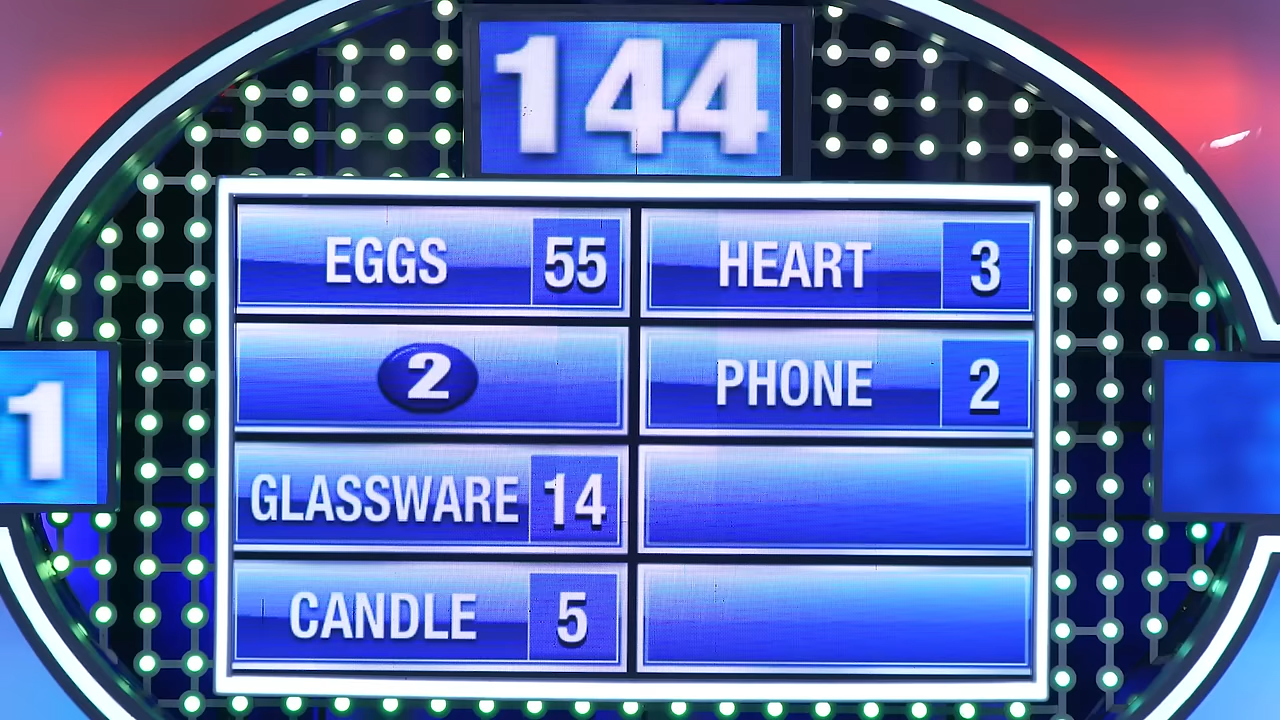 144
EGGS 55
HEART 3
2
PHONE 2
1
GLASSWARE 14
CANDLE 5